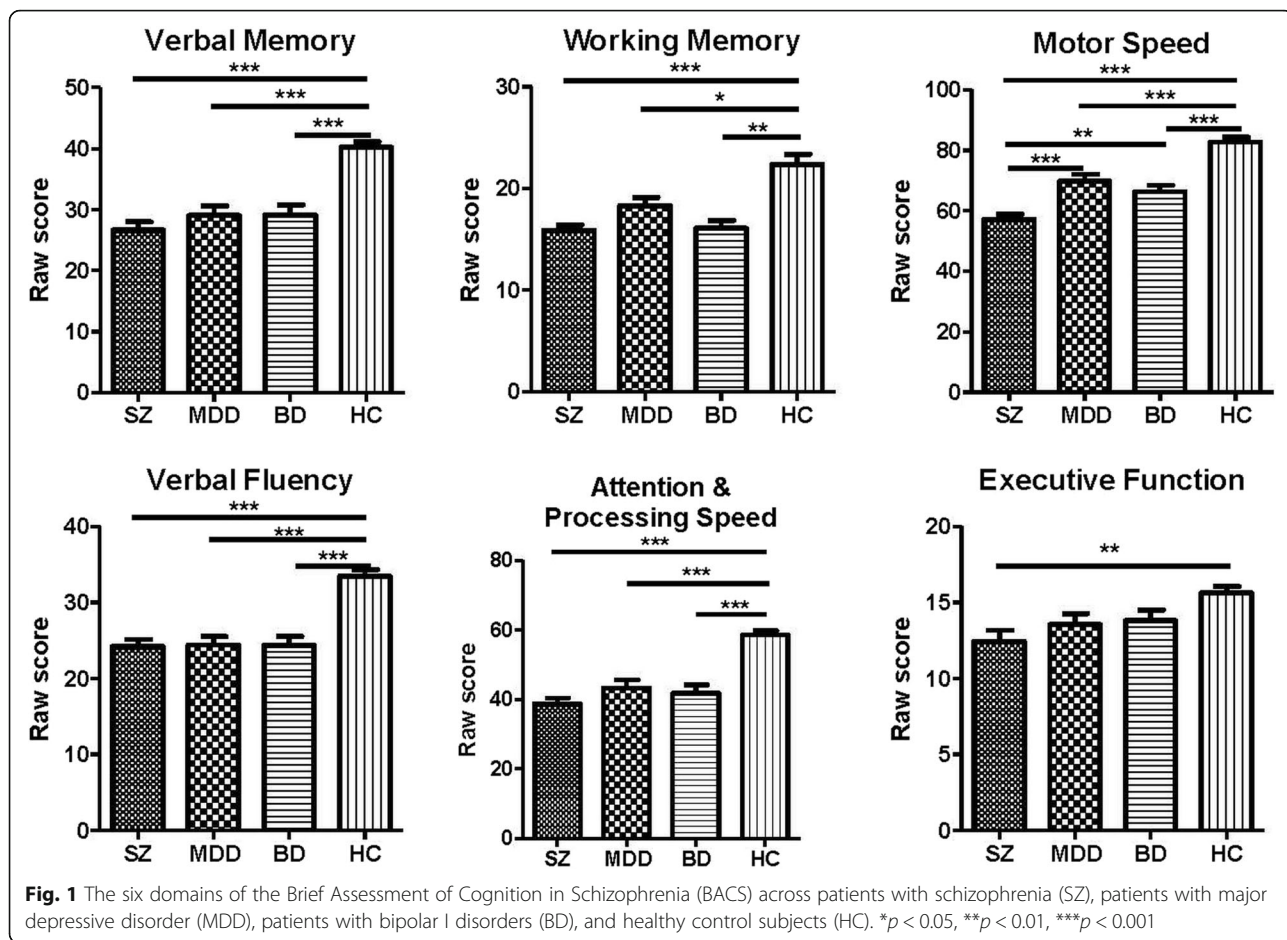 Verbal Memory
***
***
***
50
40
30
20
10
0
Raw score
SZ MDD BD HC
Working Memory
***
*
**
30
20
10
0
Raw score
SZ MDD BD HC
Motor Speed
***
***
***
**
***
100
80
60
40
20
0
Raw score
SZ MDD BD HC
Verbal Fluency
***
***
***
40
30
20
10
0
Raw score
SZ MDD BD HC
Attention &
Processing Speed
***
***
***
80
60
40
20
0
Raw score
SZ MDD BD HC
Executive Function
**
20
15
10
5
0
Raw score
SZ MDD BD HC
Fig. 1 The six domains of the Brief Assessment of Cognition in Schizophrenia (BACS) across patients with schizophrenia (SZ), patients with major
depressive disorder (MDD), patients with bipolar I disorders (BD), and healthy control subjects (HC). *p < 0.05, **p < 0.01, ***p < 0.001